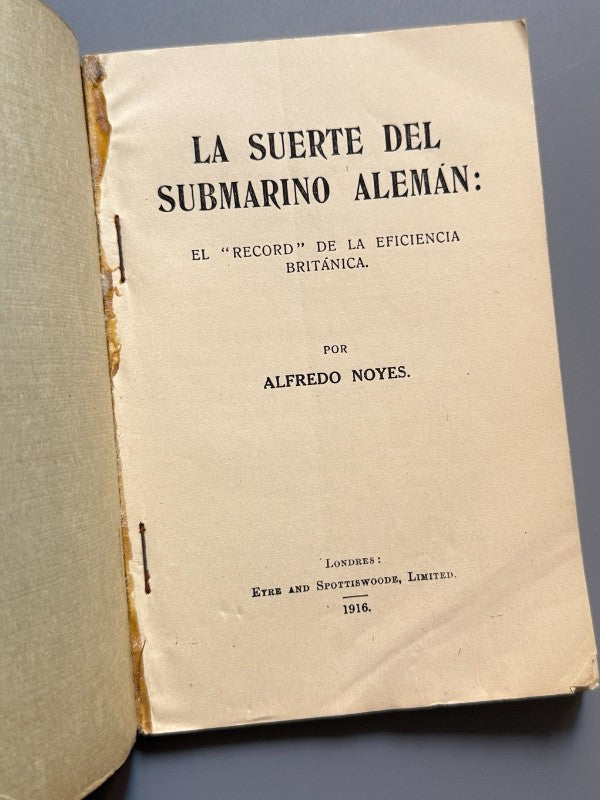 LA SUERTE DEL
SUBMARINO ALEMÁN:
EL "RECORD" DE LA EFICIENCIA
BRITÁNICA.
POR
ALFREDO NOYES.
LONDRES:
EYRE AND SPOTTISWOODE, LIMITED.
1916.